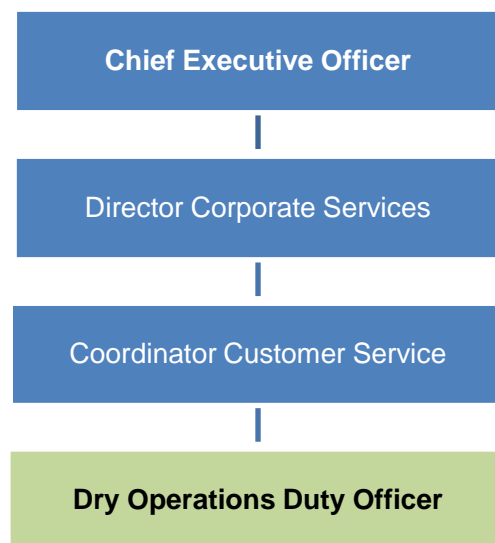 Chief Executive Officer
Director Corporate Services
Coordinator Customer Service
Dry Operations Duty Officer